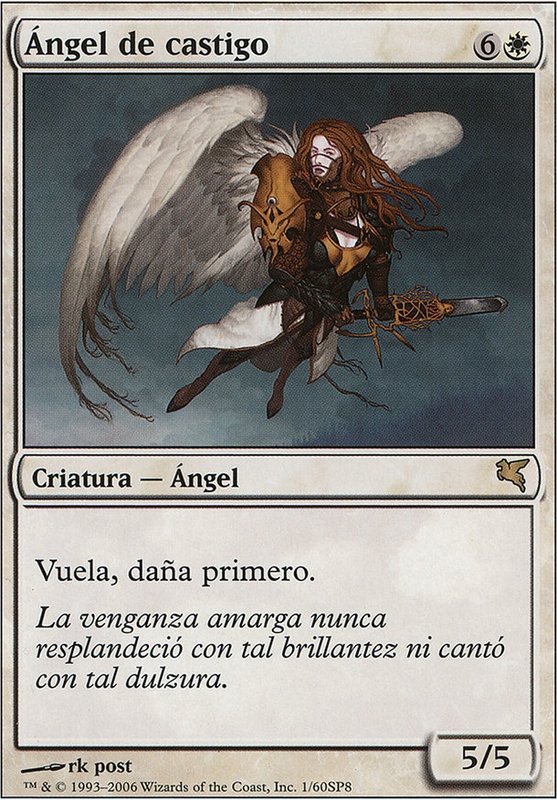 Ángel de castigo 6
Criatura — Ángel
Vuela, daña primero.
La venganza amarga nunca
resplandeció con tal brillantez ni cantó
con tal dulzura.
5/5
rk post
™ & © 1993–2006 Wizards of the Coast, Inc. 1/60SP8